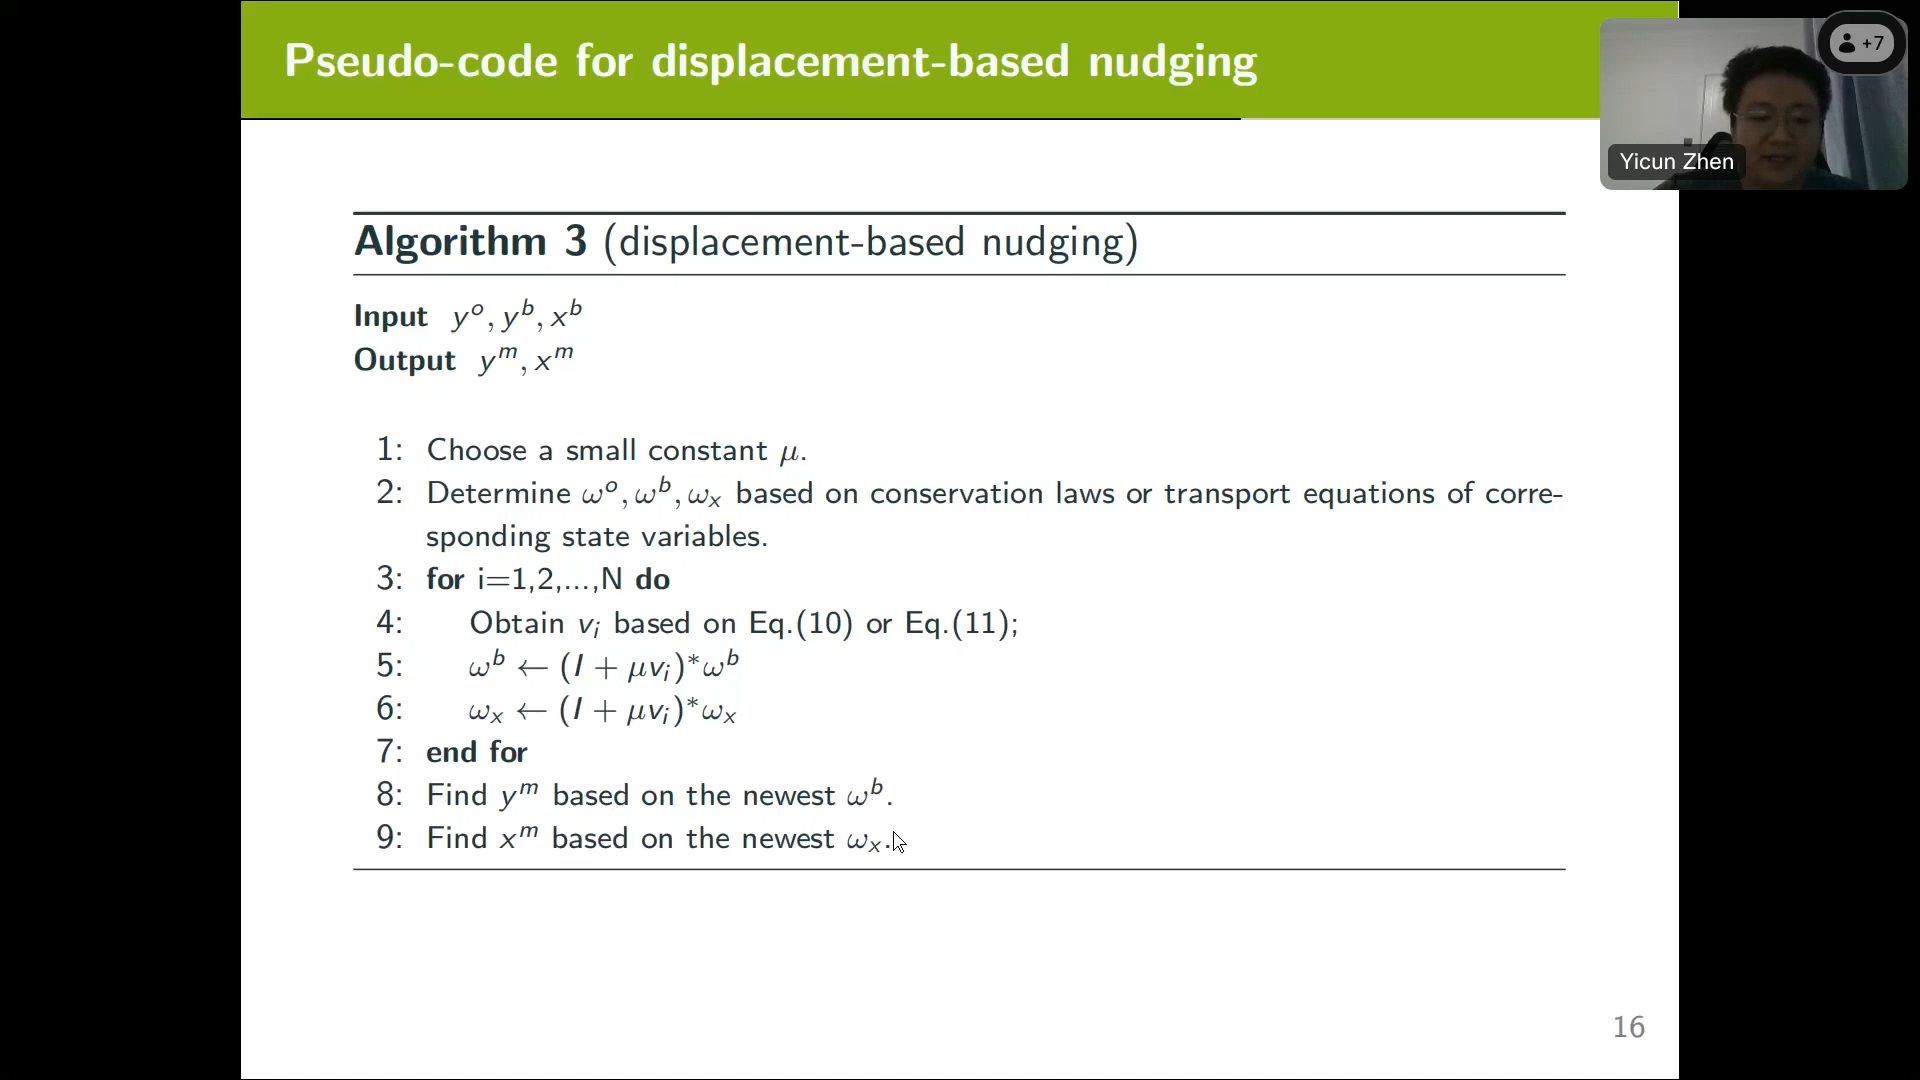 Pseudo-code for displacement-based nudging
+7
Yicun Zhen
Algorithm 3 (displacement-based nudging)
Input y^o, y^b, x^b
Output y^m, x^m
1: Choose a small constant μ.
2: Determine ω^o, ω^b, ω_x based on conservation laws or transport equations of corre-
sponding state variables.
3: for i=1,2,...,N do
4: Obtain v_i based on Eq.(10) or Eq.(11);
5: ω^b ← (I + μv_i)^*ω^b
6: ω_x ← (I + μv_i)^*ω_x
7: end for
8: Find y^m based on the newest ω^b.
9: Find x^m based on the newest ω_x.
16